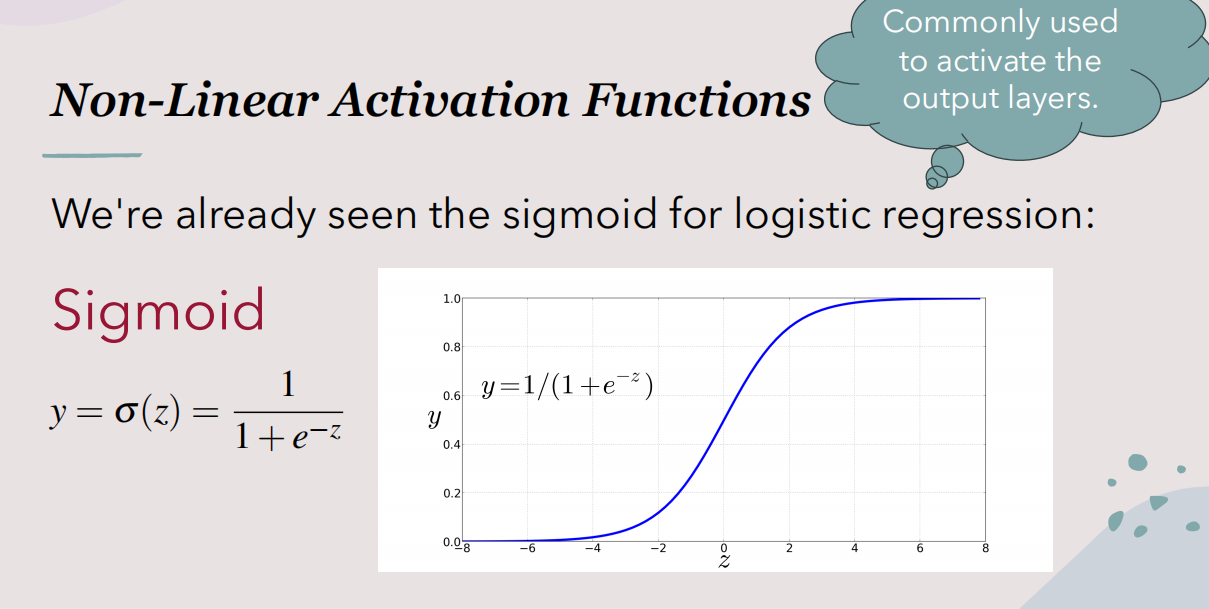 Commonly used
to activate the
output layers.
Non-Linear Activation Functions
We're already seen the sigmoid for logistic regression:
Sigmoid
y = σ(z) = 1 / (1 + e^{−z})
y=1/(1+e^{−z})
y
1.0
0.8
0.6
0.4
0.2
0.0
−8 −6 −4 −2 0 2 4 6 8
z